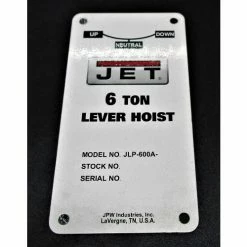 UP DOWN
NEUTRAL
JET
6 TON
LEVER HOIST
MODEL NO. JLP-600A-
STOCK NO.
SERIAL NO.
JPW Industries, Inc.
LaVergne, TN, U.S.A.